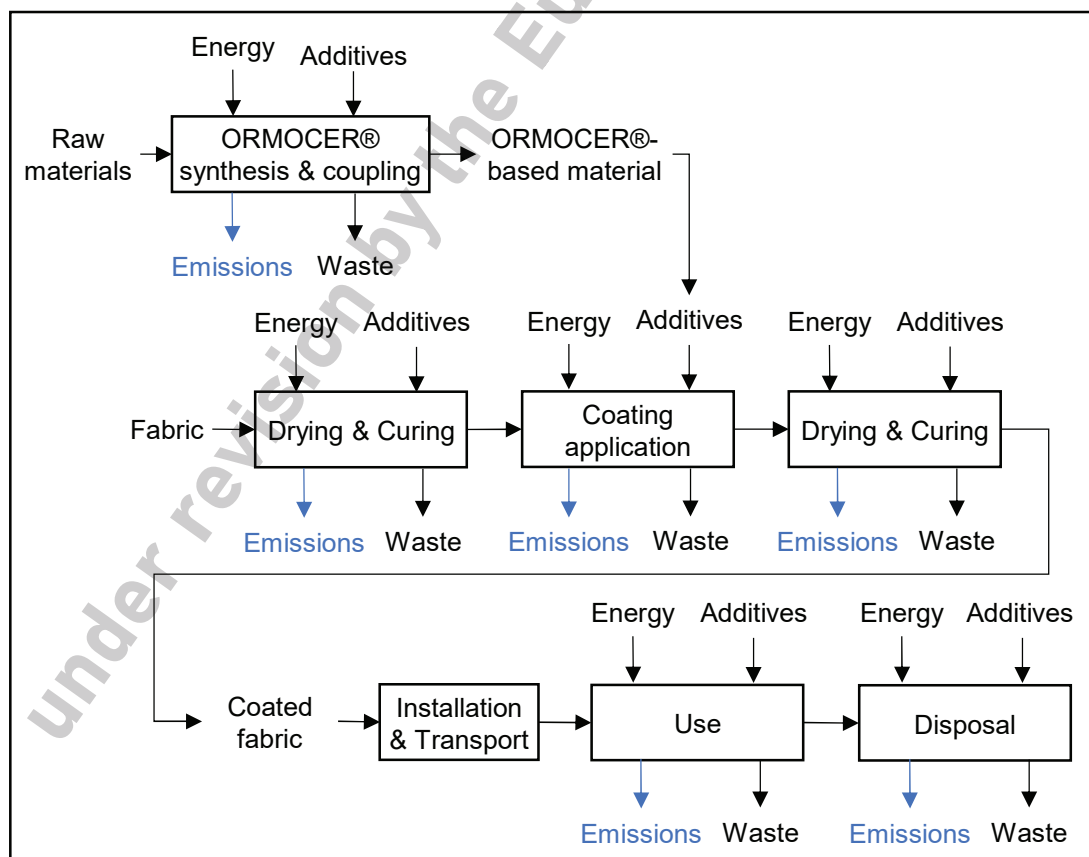 Energy Additives
Raw materials
ORMOCER®
synthesis & coupling
ORMOCER®-
based material
Emissions Waste
Energy Additives Energy Additives Energy Additives
Fabric
Drying & Curing
Coating
application
Drying & Curing
Emissions Waste Emissions Waste Emissions Waste
Energy Additives Energy Additives
Coated
fabric
Installation
& Transport
Use
Disposal
Emissions Waste Emissions Waste
under revision by the Eu